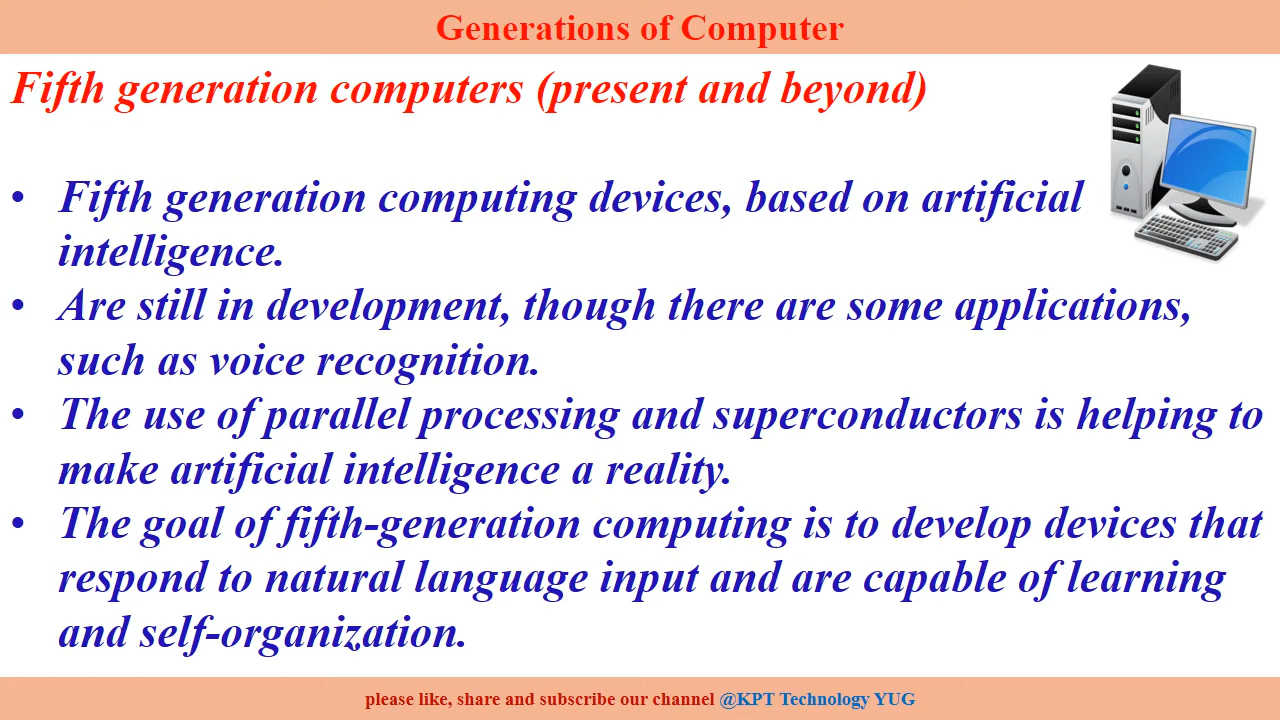 Generations of Computer
Fifth generation computers (present and beyond)
• Fifth generation computing devices, based on artificial
intelligence.
• Are still in development, though there are some applications,
such as voice recognition.
• The use of parallel processing and superconductors is helping to
make artificial intelligence a reality.
• The goal of fifth-generation computing is to develop devices that
respond to natural language input and are capable of learning
and self-organization.
please like, share and subscribe our channel @KPT Technology YUG